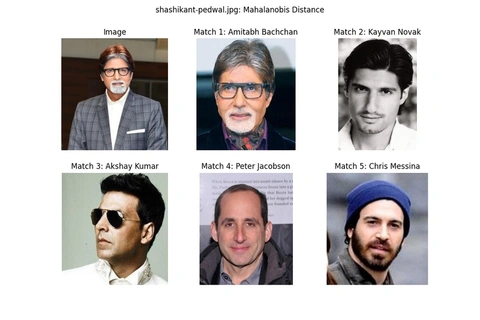 shashikant-pedwal.jpg: Mahalanobis Distance
Image
Match 1: Amitabh Bachchan
Match 2: Kayvan Novak
Match 3: Akshay Kumar
Match 4: Peter Jacobson
Match 5: Chris Messina